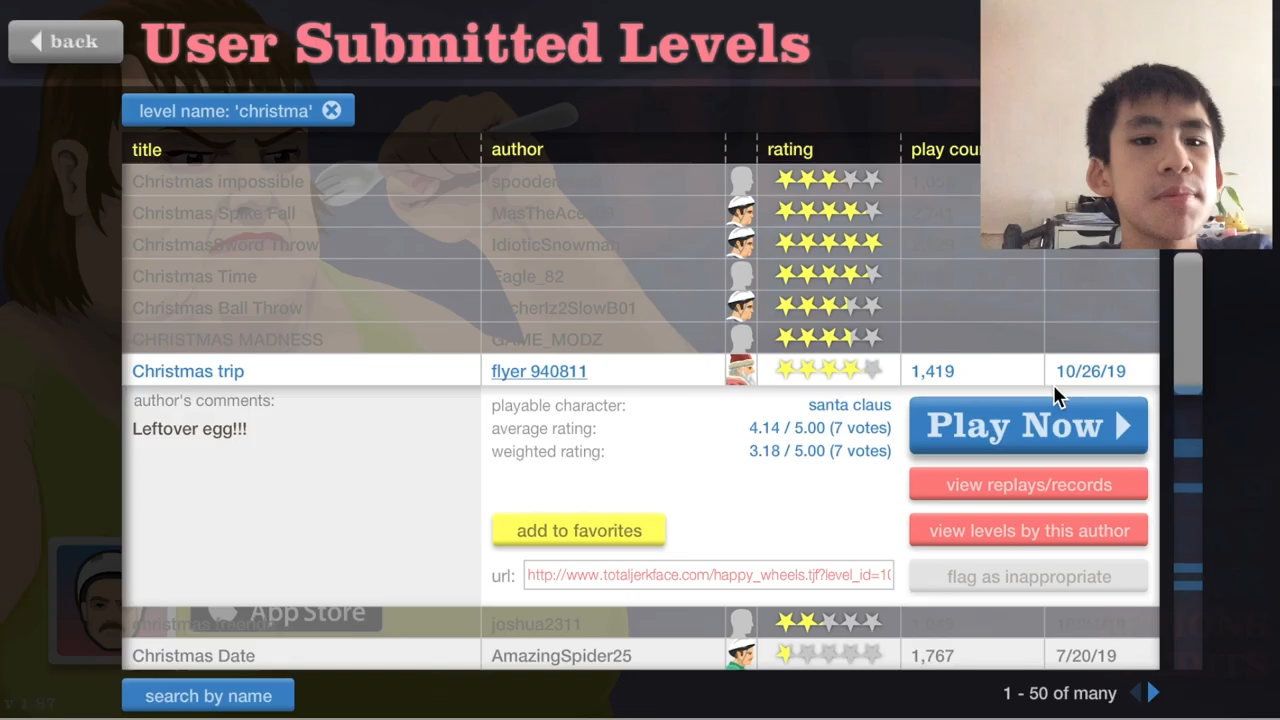 back
User Submitted Levels
level name: 'christma'
title author rating play cou
Christmas impossible
Christmas Spike Fall
ChristmasSword Throw IdioticSnowman
Christmas Time Eagle_82
Christmas Ball Throw
CHRISTMAS MADNESS GAME_MODZ
Christmas trip flyer 940811 1,419 10/26/19
author's comments:
Leftover egg!!!
playable character: santa claus
average rating: 4.14 / 5.00 (7 votes)
weighted rating: 3.18 / 5.00 (7 votes)
Play Now
view replays/records
add to favorites
view levels by this author
url: http://www.totaljerkface.com/happy_wheels.tjf?level_id=1(
flag as inappropriate
App Store
joshua2311
Christmas Date AmazingSpider25 1,767 7/20/19
search by name
1 - 50 of many